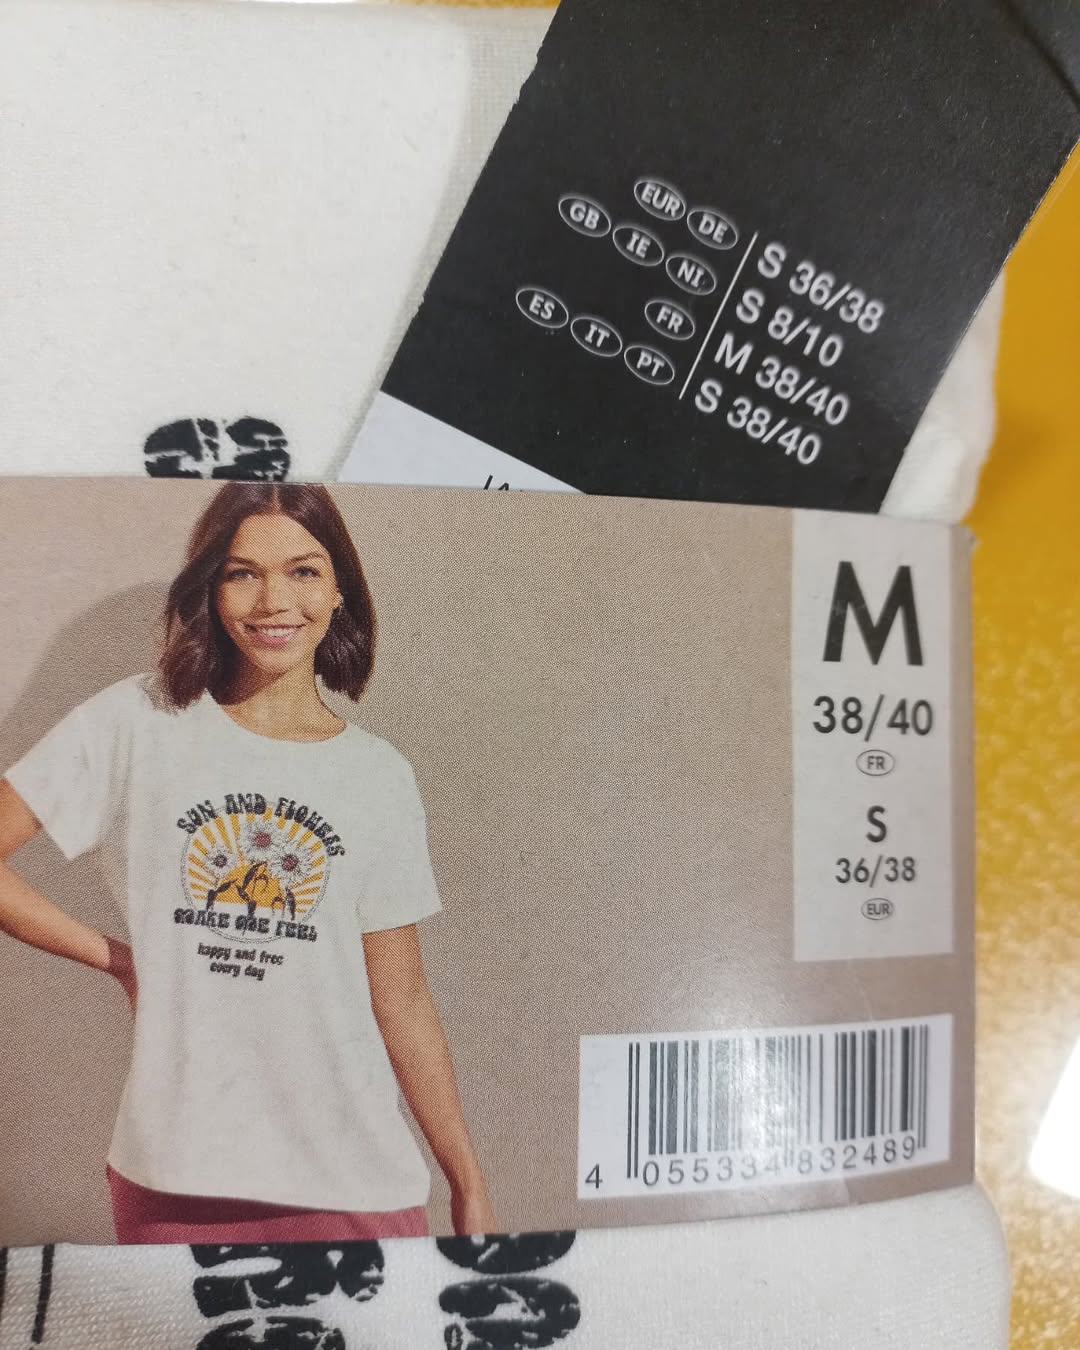 EUR DE S 36/38
GB IE NI S 8/10
FR M 38/40
ES IT PT S 38/40
M
38/40
FR
S
36/38
EUR
SUN AND FLOWERS
MAKE ME FEEL
happy and free
every day
4 055334 832489